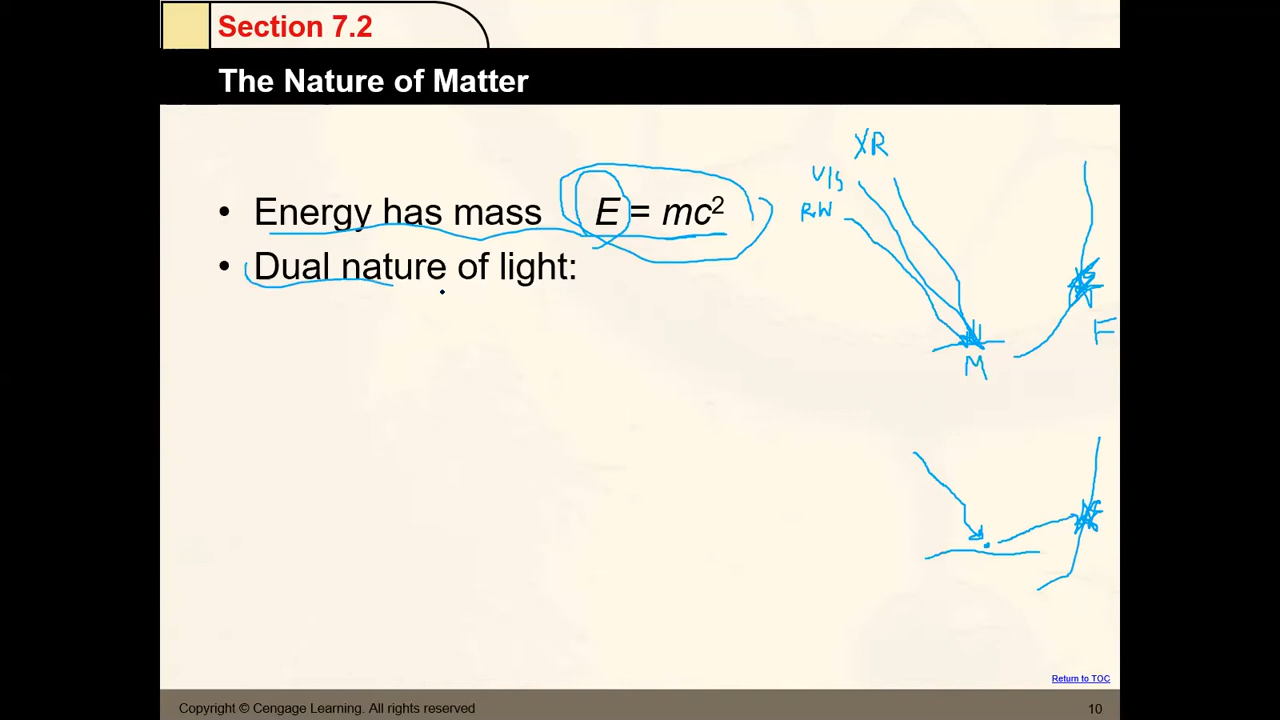 Section 7.2
The Nature of Matter
• Energy has mass E = mc²
• Dual nature of light:
XR
VIS
R.W
M
F
Return to TOC
Copyright © Cengage Learning. All rights reserved
10